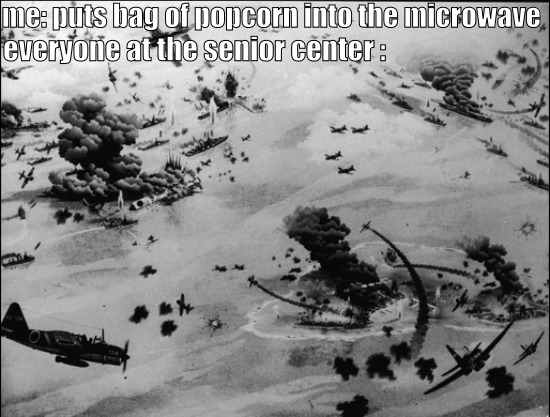 me: puts bag of popcorn into the microwave
everyone at the senior center :